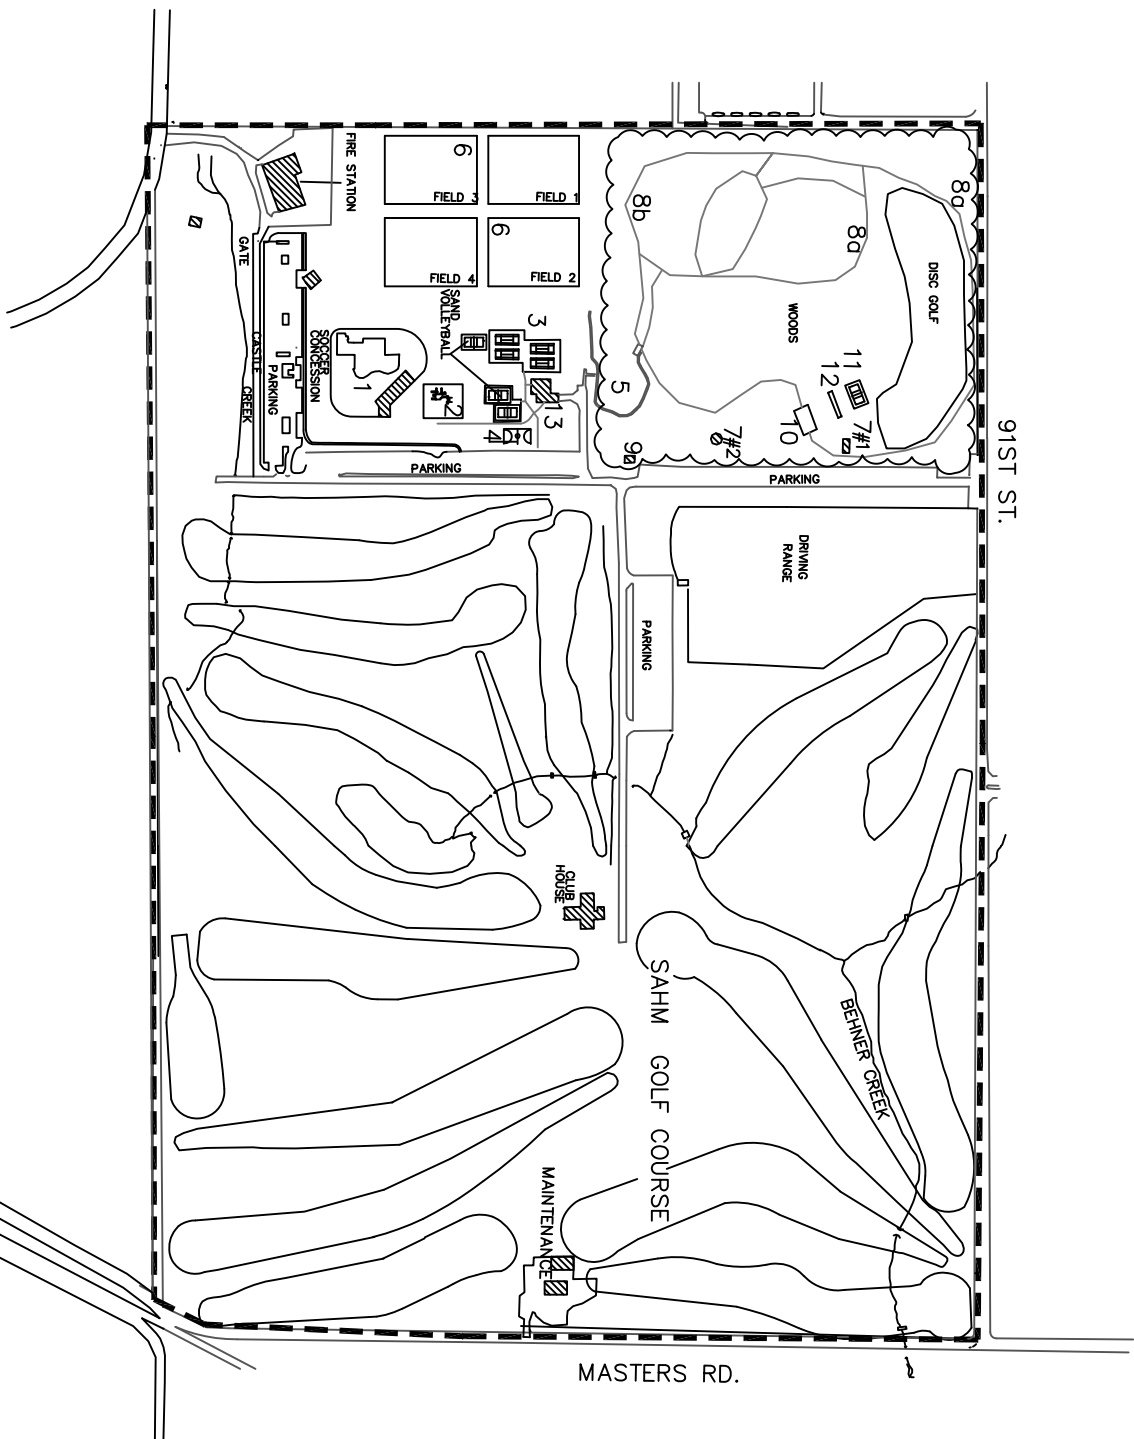 6
FIELD 3
FIELD 1
6
FIELD 4
FIELD 2
FIRE STATION
8b
8a
8a
DISC GOLF
WOODS
GATE
SAND
VOLLEYBALL
3
SOCCER
CONCESSION
CASTLE
CREEK
PARKING
1
2
13
4
5
11
12
10
7#1
7#2
9
91ST ST.
PARKING
PARKING
DRIVING
RANGE
PARKING
CLUB
HOUSE
SAHM GOLF COURSE
BEHNER CREEK
MAINTENANCE
MASTERS RD.